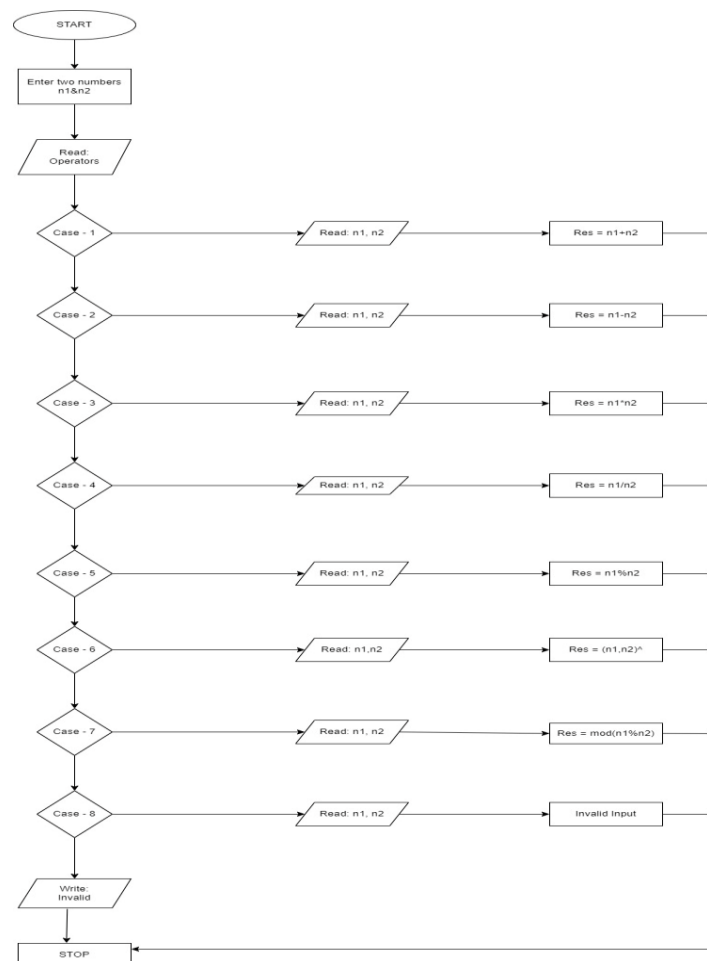 START
Enter two numbers
n1&n2
Read:
Operators
Case - 1
Read: n1, n2
Res = n1+n2
Case - 2
Read: n1, n2
Res = n1-n2
Case - 3
Read: n1, n2
Res = n1*n2
Case - 4
Read: n1, n2
Res = n1/n2
Case - 5
Read: n1, n2
Res = n1%n2
Case - 6
Read: n1,n2
Res = (n1,n2)^
Case - 7
Read: n1, n2
Res = mod(n1%n2)
Case - 8
Read: n1, n2
Invalid Input
Write:
Invalid
STOP